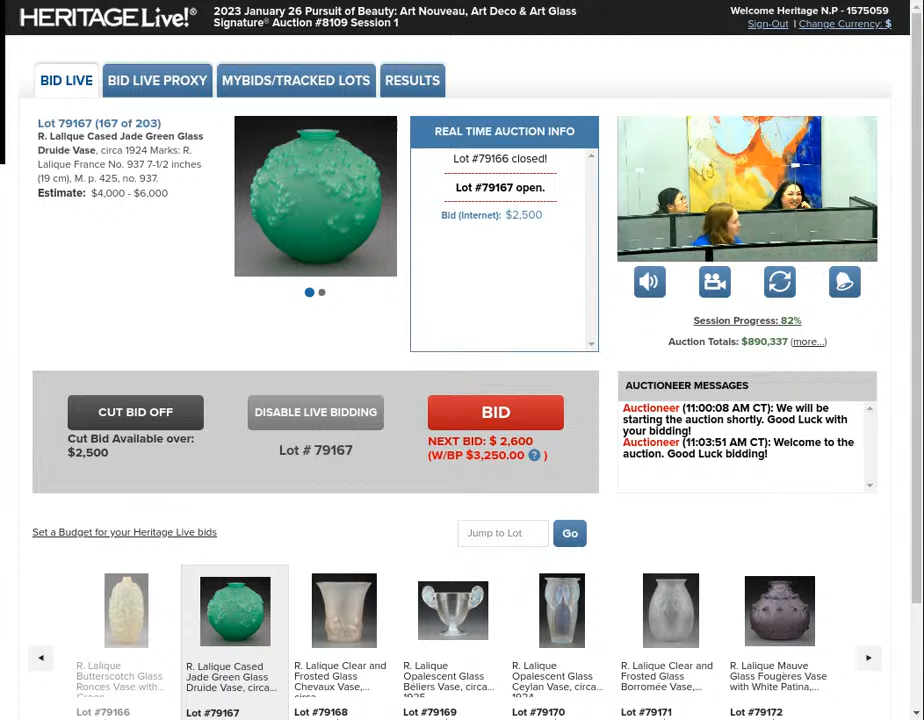 HERITAGE Live!®
2023 January 26 Pursuit of Beauty: Art Nouveau, Art Deco & Art Glass
Signature® Auction #8109 Session 1
Welcome Heritage N.P - 1575059
Sign-Out | Change Currency: $
BID LIVE
BID LIVE PROXY
MYBIDS/TRACKED LOTS
RESULTS
Lot 79167 (167 of 203)
R. Lalique Cased Jade Green Glass
Druide Vase, circa 1924 Marks: R.
Lalique France No. 937 7-1/2 inches
(19 cm), M. p. 425, no. 937.
Estimate: $4,000 - $6,000
REAL TIME AUCTION INFO
Lot #79166 closed!
Lot #79167 open.
Bid (Internet): $2,500
Session Progress: 82%
Auction Totals: $890,337 (more...)
CUT BID OFF
Cut Bid Available over:
$2,500
DISABLE LIVE BIDDING
Lot # 79167
BID
NEXT BID: $ 2,600
(W/BP $3,250.00 ? )
AUCTIONEER MESSAGES
Auctioneer (11:00:08 AM CT): We will be
starting the auction shortly. Good Luck with
your bidding!
Auctioneer (11:03:51 AM CT): Welcome to the
auction. Good Luck bidding!
Set a Budget for your Heritage Live bids
Jump to Lot
Go
R. Lalique
Butterscotch Glass
Ronces Vase with...
Lot #79166
R. Lalique Cased
Jade Green Glass
Druide Vase, circa...
Lot #79167
R. Lalique Clear and
Frosted Glass
Chevaux Vase,...
Lot #79168
R. Lalique
Opalescent Glass
Béliers Vase, circa...
Lot #79169
R. Lalique
Opalescent Glass
Ceylan Vase, circa...
Lot #79170
R. Lalique Clear and
Frosted Glass
Borromée Vase,...
Lot #79171
R. Lalique Mauve
Glass Fougères Vase
with White Patina,...
Lot #79172